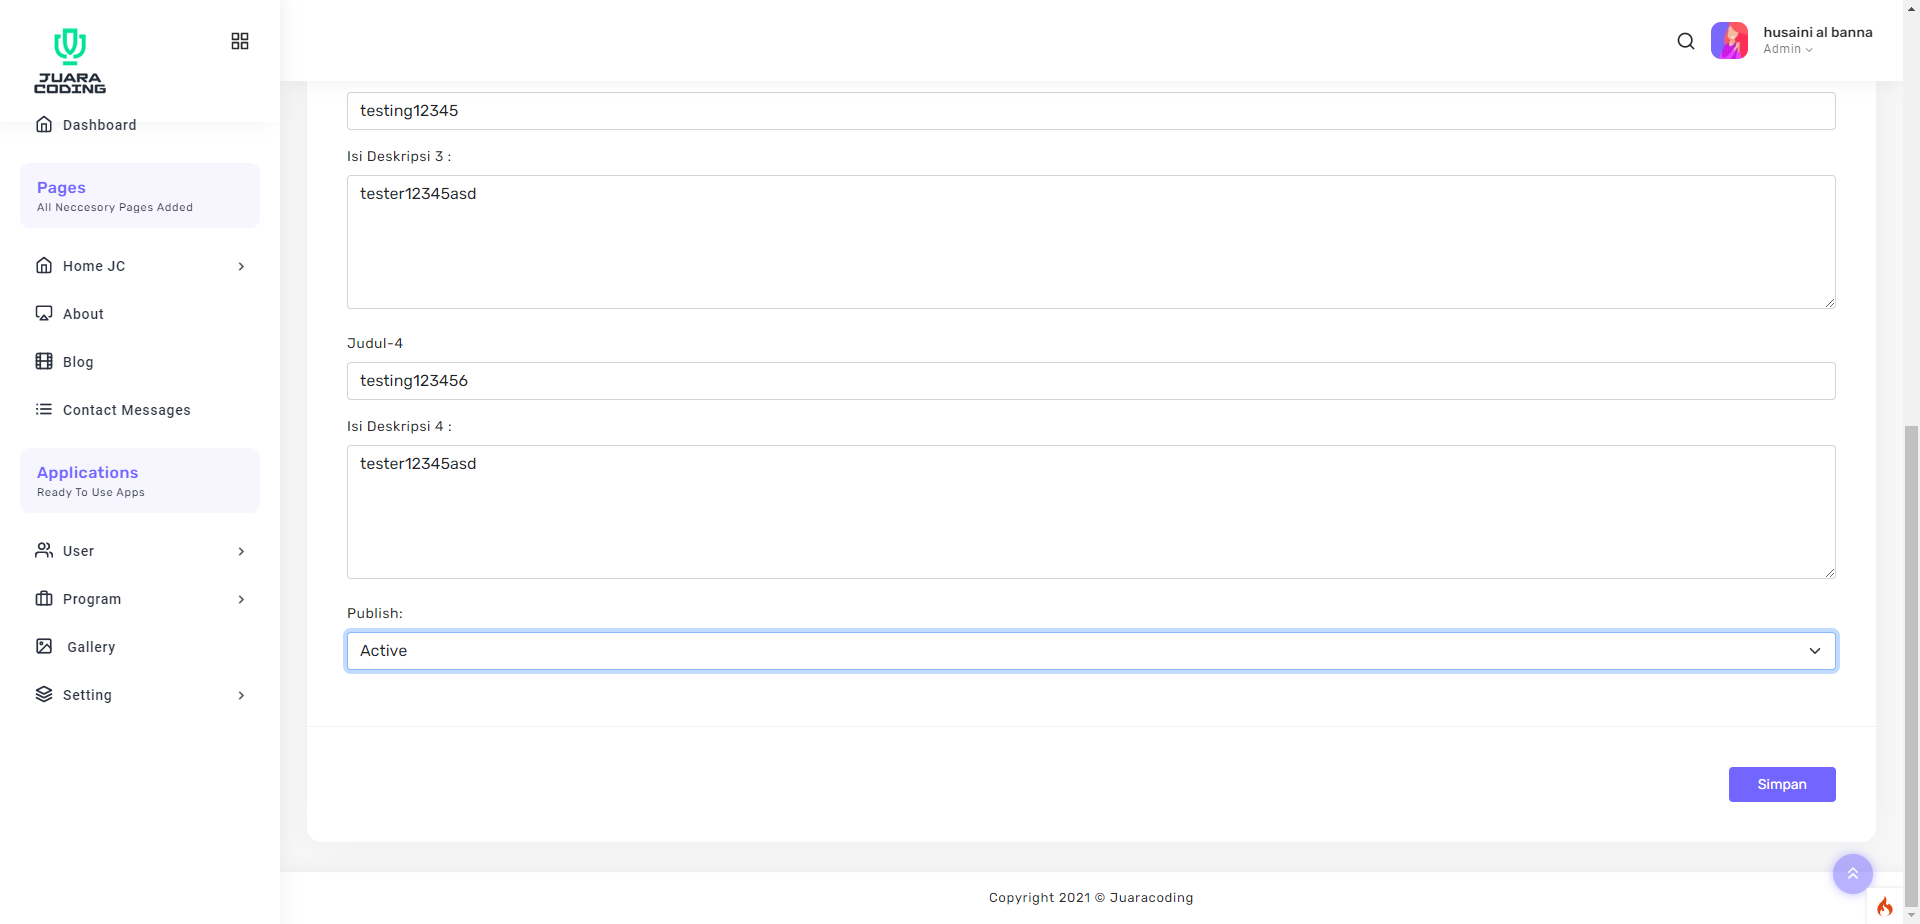 JUARA
CODING
husaini al banna
Admin
Dashboard
Pages
All Neccesory Pages Added
Home JC
About
Blog
Contact Messages
Applications
Ready To Use Apps
User
Program
Gallery
Setting
testing12345
Isi Deskripsi 3 :
tester12345asd
Judul-4
testing123456
Isi Deskripsi 4 :
tester12345asd
Publish:
Active
Simpan
Copyright 2021 © Juaracoding